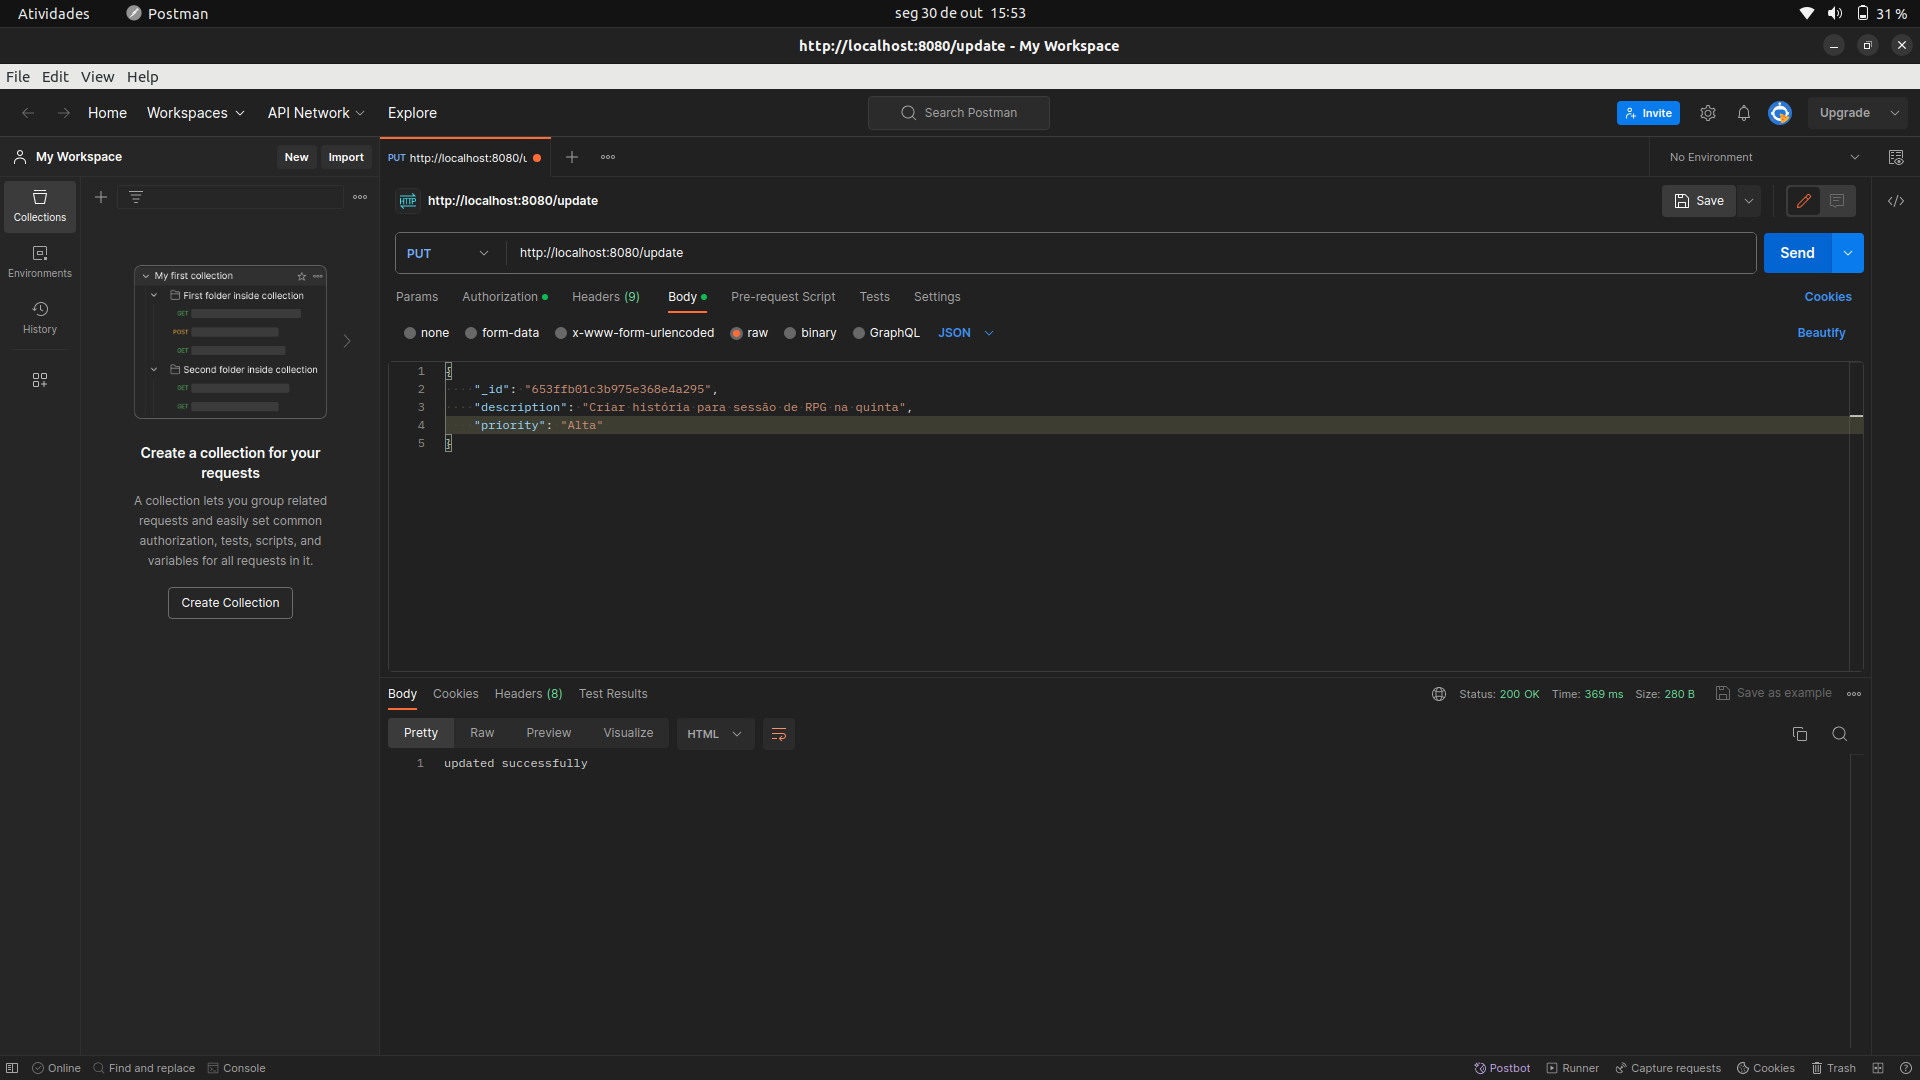 Atividades Postman seg 30 de out 15:53 31 %
http://localhost:8080/update - My Workspace
File Edit View Help
Home Workspaces API Network Explore Search Postman Invite Upgrade
My Workspace New Import PUT http://localhost:8080/u No Environment
Collections
Environments
History
My first collection
First folder inside collection
GET
POST
GET
Second folder inside collection
GET
GET
Create a collection for your
requests
A collection lets you group related
requests and easily set common
authorization, tests, scripts, and
variables for all requests in it.
Create Collection
HTTP http://localhost:8080/update Save
PUT http://localhost:8080/update Send
Params Authorization Headers (9) Body Pre-request Script Tests Settings Cookies
none form-data x-www-form-urlencoded raw binary GraphQL JSON Beautify
1 {
2 "_id": "653ffb01c3b975e368e4a295",
3 "description": "Criar história para sessão de RPG na quinta",
4 "priority": "Alta"
5 }
Body Cookies Headers (8) Test Results Status: 200 OK Time: 369 ms Size: 280 B Save as example
Pretty Raw Preview Visualize HTML
1 updated successfully
Online Find and replace Console Postbot Runner Capture requests Cookies Trash